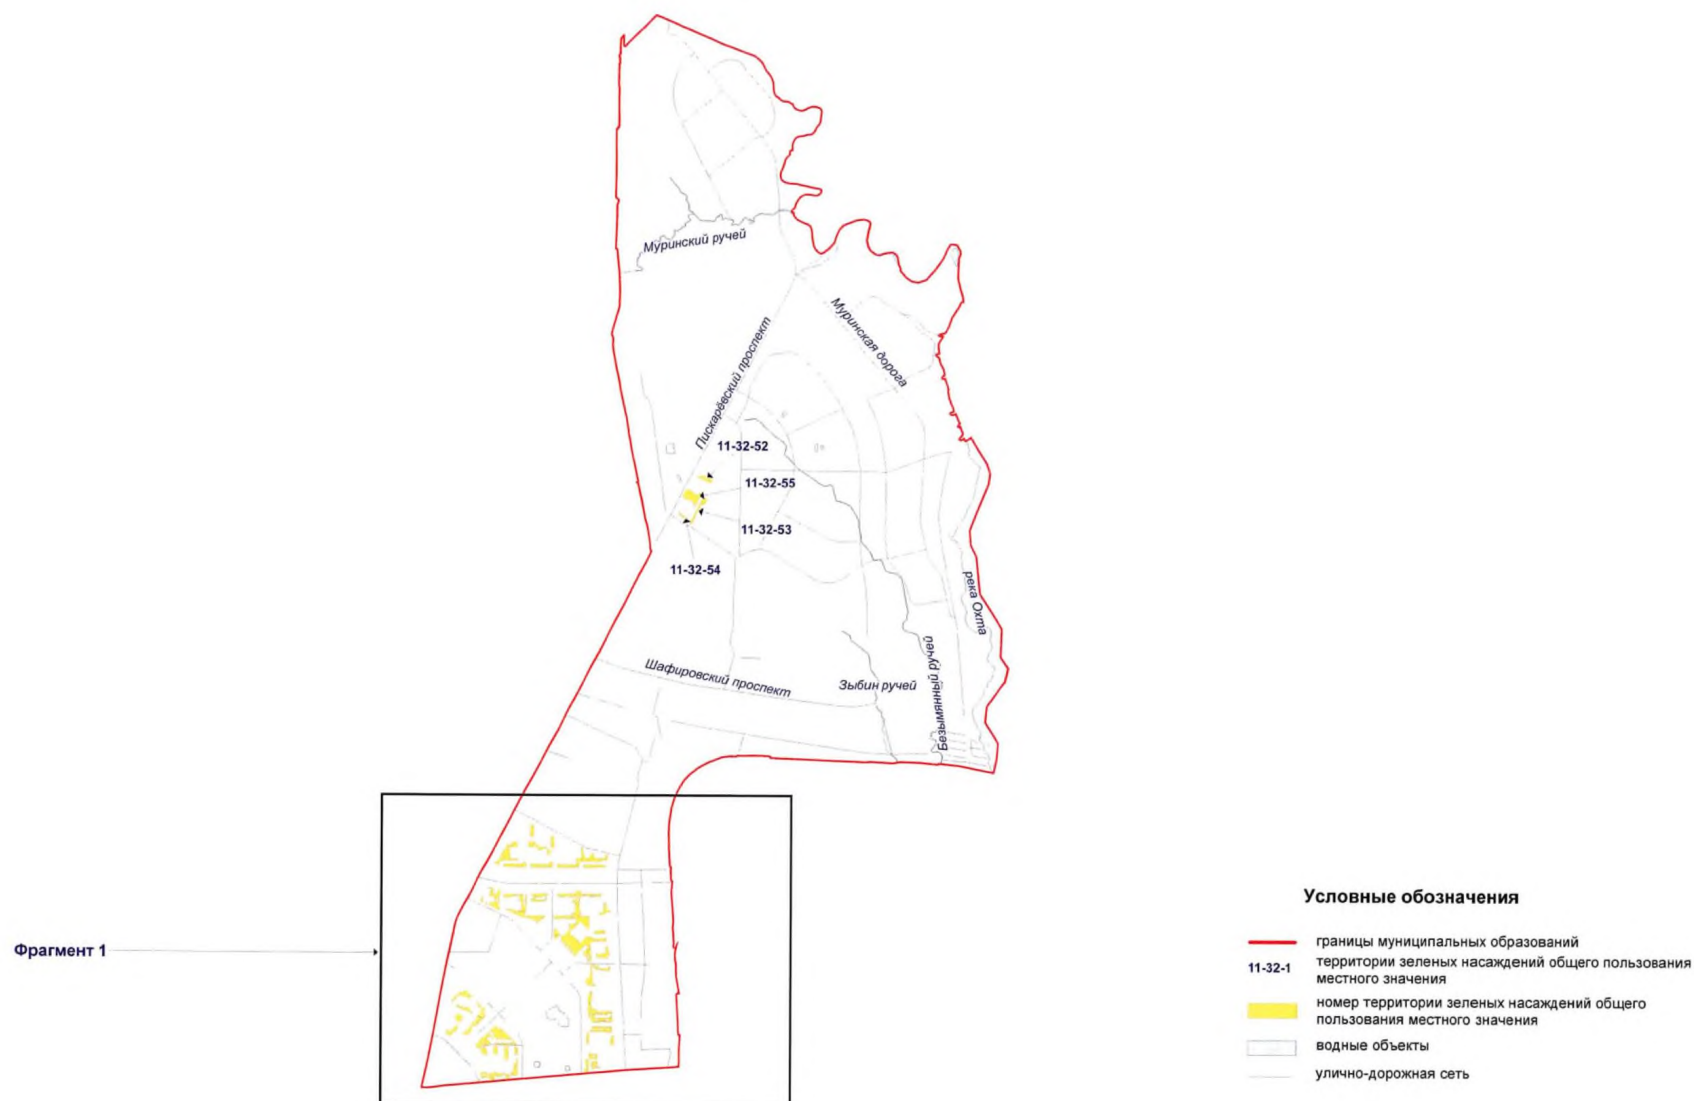 Муринский ручей
Муринская дорога
Пискарёвский проспект
11-32-52
11-32-55
11-32-53
11-32-54
река Охта
Шафировский проспект
Зыбин ручей
Безымянный ручей
Фрагмент 1
Условные обозначения
границы муниципальных образований
11-32-1
территории зеленых насаждений общего пользования
местного значения
номер территории зеленых насаждений общего
пользования местного значения
водные объекты
улично-дорожная сеть